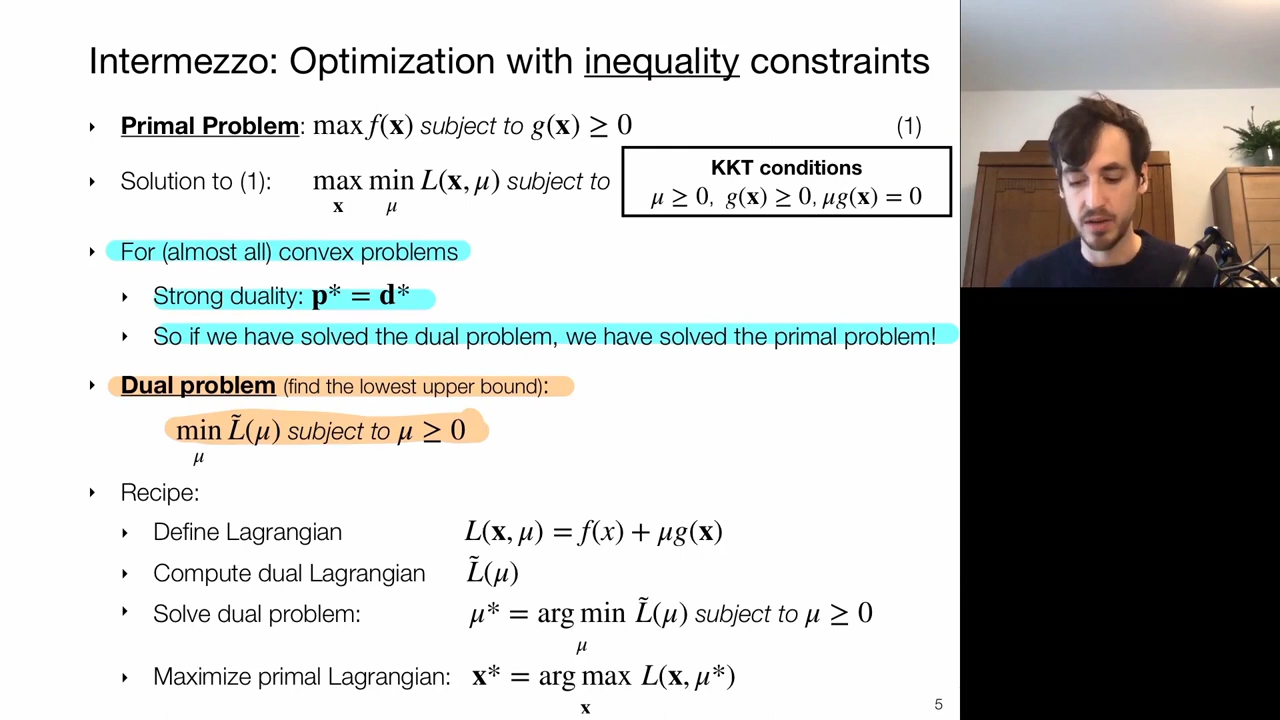 Intermezzo: Optimization with inequality constraints
‣ Primal Problem: max f(x) subject to g(x) ≥ 0 (1)
‣ Solution to (1): max min L(x, μ) subject to
x μ
KKT conditions
μ ≥ 0, g(x) ≥ 0, μg(x) = 0
‣ For (almost all) convex problems
‣ Strong duality: p* = d*
‣ So if we have solved the dual problem, we have solved the primal problem!
‣ Dual problem (find the lowest upper bound):
min L̃(μ) subject to μ ≥ 0
μ
‣ Recipe:
‣ Define Lagrangian L(x, μ) = f(x) + μg(x)
‣ Compute dual Lagrangian L̃(μ)
‣ Solve dual problem: μ* = arg min L̃(μ) subject to μ ≥ 0
μ
‣ Maximize primal Lagrangian: x* = arg max L(x, μ*)
x
5